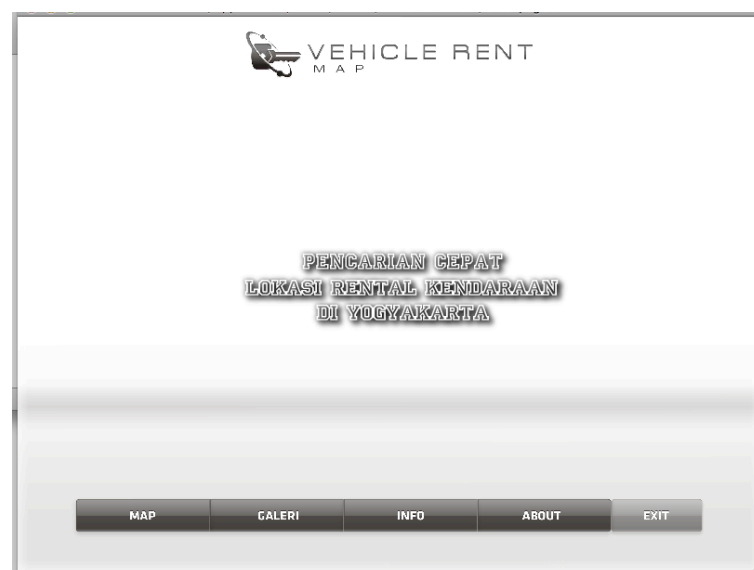 VEHICLE RENT
MAP
PENCARIAN CEPAT
LOKASI RENTAL KENDARAAN
DI YOGYAKARTA
MAP GALERI INFO ABOUT EXIT